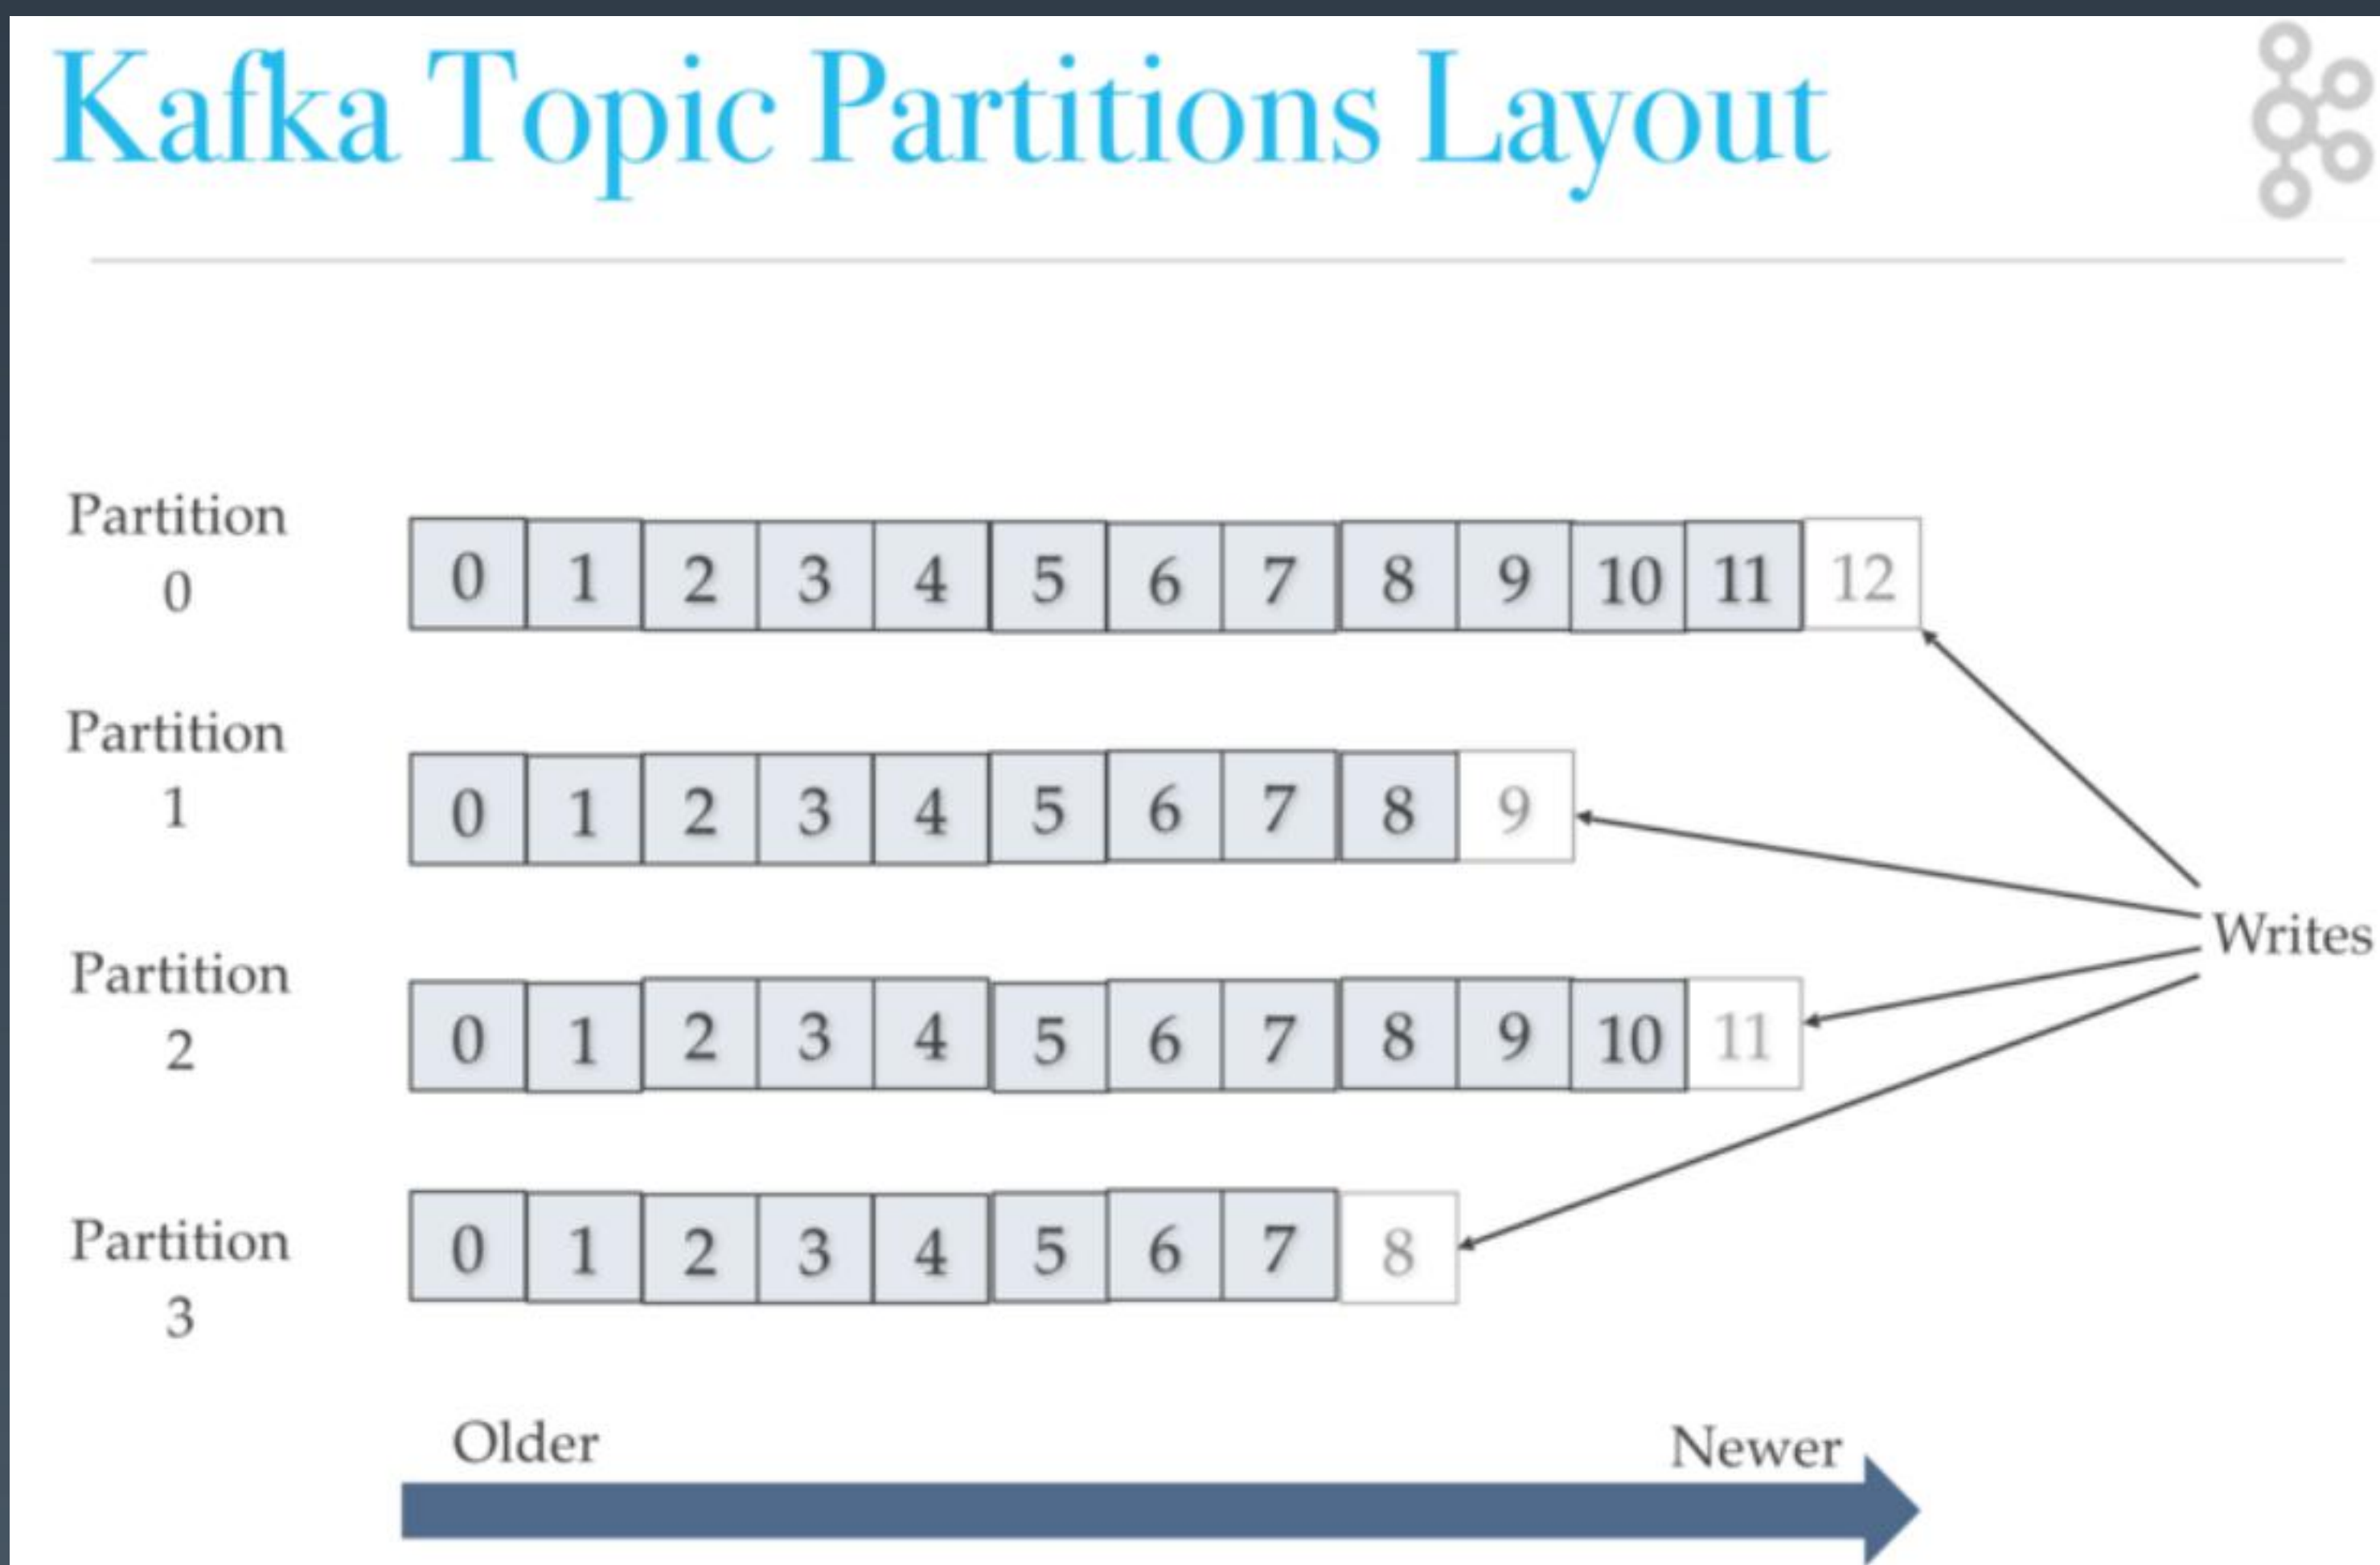 Kafka Topic Partitions Layout
Partition
0
0 1 2 3 4 5 6 7 8 9 10 11 12
Partition
1
0 1 2 3 4 5 6 7 8 9
Writes
Partition
2
0 1 2 3 4 5 6 7 8 9 10 11
Partition
3
0 1 2 3 4 5 6 7 8
Older Newer